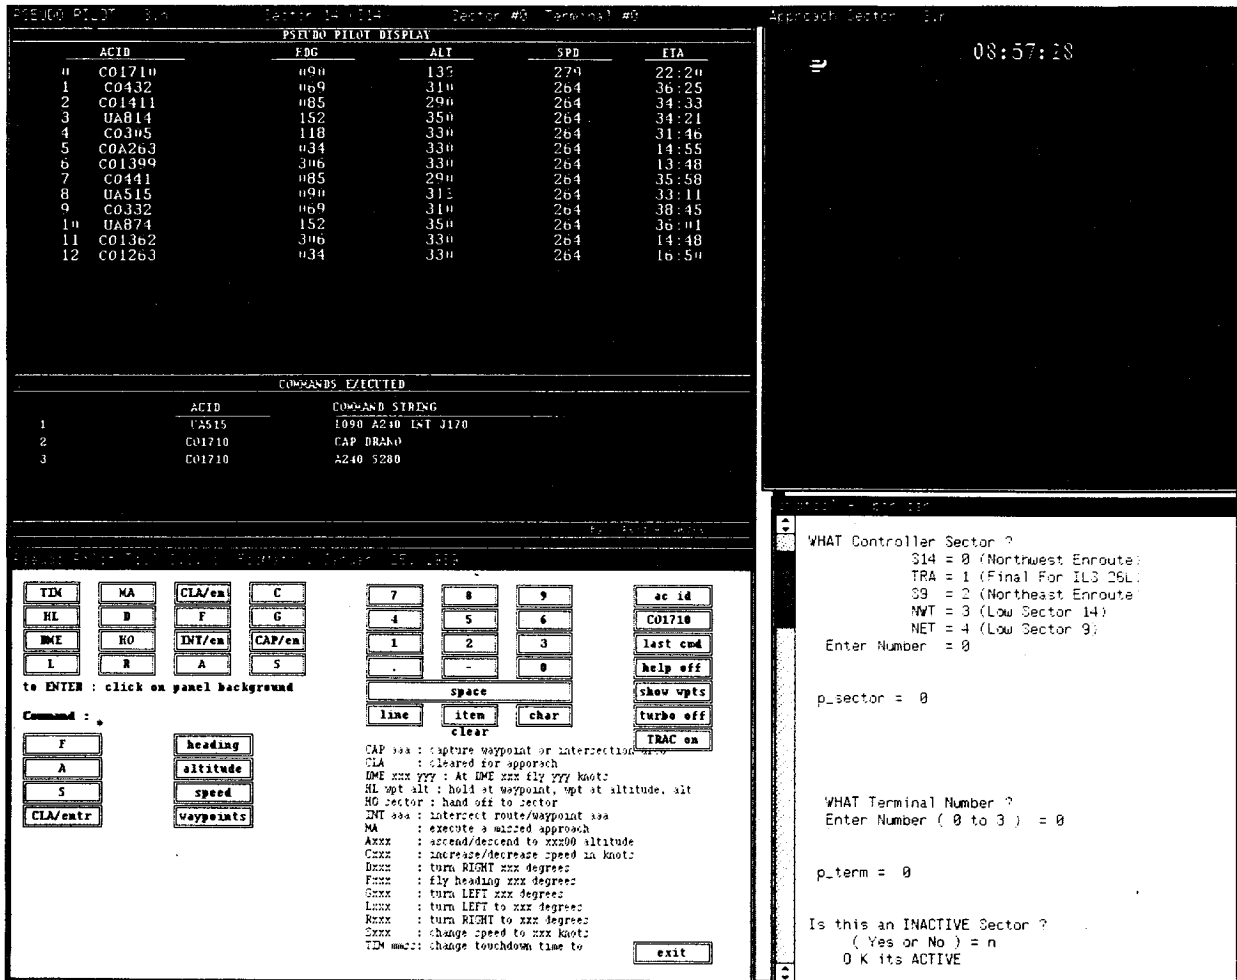 PSEUDO PILOT Sector 14 (S14) Sector #0 Terminal #0
PSEUDO PILOT DISPLAY
ACID HDG ALT SPD ETA
0 CO1710 090 135 279 22:20
1 CO432 069 310 264 36:25
2 CO1411 085 290 264 34:33
3 UA814 152 350 264 34:21
4 CO305 118 330 264 31:46
5 COA263 034 330 264 14:55
6 CO1399 306 330 264 13:48
7 CO441 085 290 264 35:58
8 UA515 090 313 264 33:11
9 CO332 069 310 264 38:45
10 UA874 152 350 264 36:01
11 CO1362 306 330 264 14:48
12 CO1263 034 330 264 16:50
COMMANDS EXECUTED
ACID COMMAND STRING
1 UA515 L090 A240 INT J170
2 CO1710 CAP DRAKO
3 CO1710 A240 S280
TIM MA CLA/en C
HL D F G
DME HO INT/en CAP/en
L R A S
to ENTER : click on panel background
Command :
F heading
A altitude
S speed
CLA/entr waypoints
7 8 9
4 5 6
1 2 3
. - 0
space
line item char
clear
ac id
CO1710
last cmd
help off
show wpts
turbo off
TRAC on
CAP aaa : capture waypoint or intersection
CLA : cleared for apporach
DME xxx yyy : At DME xxx fly yyy knots
HL wpt alt : hold at waypoint, wpt at altitude, alt
HO sector : hand off to sector
INT aaa : intersect route/waypoint aaa
MA : execute a missed approach
Axxx : ascend/descend to xxx00 altitude
Cxxx : increase/decrease speed in knots
Dxxx : turn RIGHT xxx degrees
Fxxx : fly heading xxx degrees
Gxxx : turn LEFT xxx degrees
Lxxx : turn LEFT to xxx degrees
Rxxx : turn RIGHT to xxx degrees
Sxxx : change speed to xxx knots
TIM mmss: change touchdown time to
exit
Approach Sector
08:57:28
WHAT Controller Sector ?
S14 = 0 (Northwest Enroute)
TRA = 1 (Final For ILS 26L)
S9 = 2 (Northeast Enroute)
NWT = 3 (Low Sector 14)
NET = 4 (Low Sector 9)
Enter Number = 0
p_sector = 0
WHAT Terminal Number ?
Enter Number ( 0 to 3 ) = 0
p_term = 0
Is this an INACTIVE Sector ?
( Yes or No ) = n
O K its ACTIVE